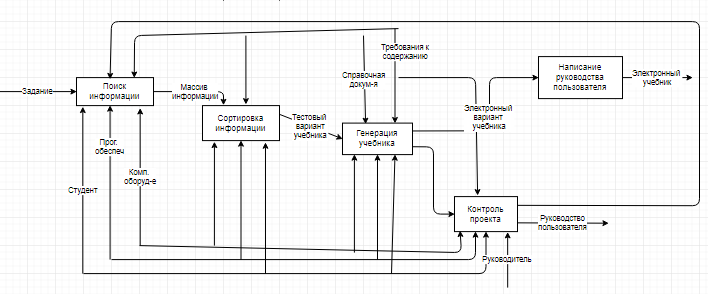 Требования к
содержанию
Задание
Поиск
информации
Массив
информации
Справочная
докум-я
Написание
руководства
пользователя
Электронный
учебник
Сортировка
информации
Тестовый
вариант
учебника
Генерация
учебника
Электронный
вариант
учебника
Прог.
обеспеч
Комп.
оборуд-е
Студент
Контроль
проекта
Руководство
пользователя
Руководитель